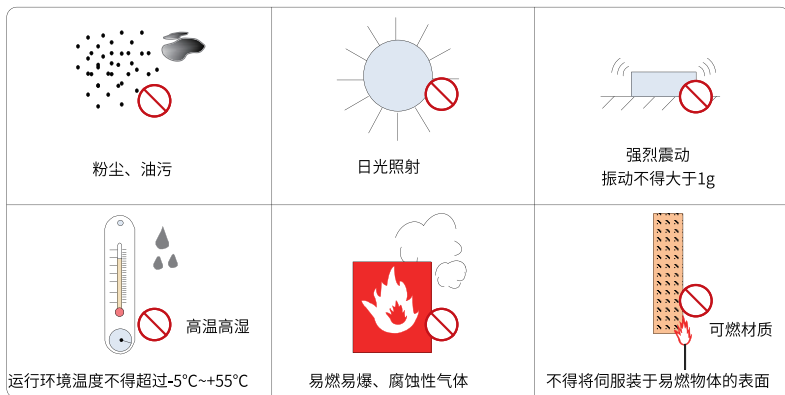 粉尘、油污
日光照射
强烈震动
振动不得大于1g
高温高湿
运行环境温度不得超过-5℃~+55℃
易燃易爆、腐蚀性气体
可燃材质
不得将伺服装于易燃物体的表面